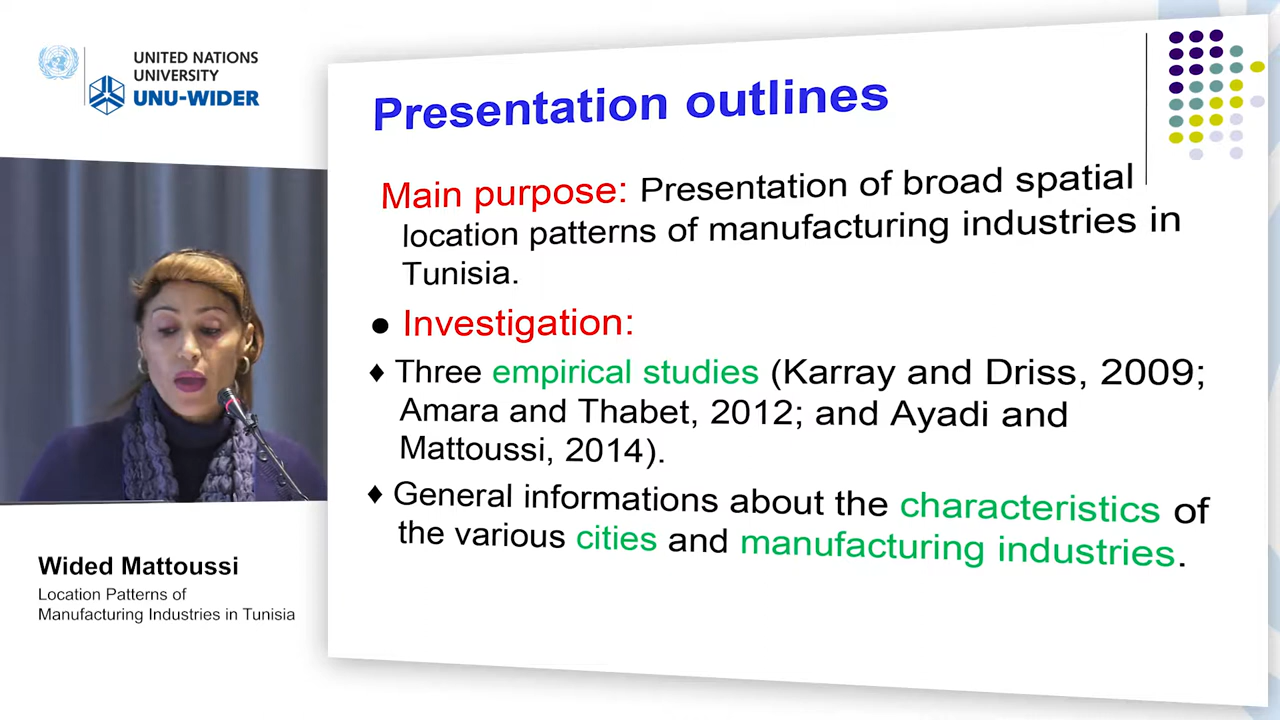 UNITED NATIONS
UNIVERSITY
UNU-WIDER
Presentation outlines
Main purpose: Presentation of broad spatial
location patterns of manufacturing industries in
Tunisia.
● Investigation:
♦ Three empirical studies (Karray and Driss, 2009;
Amara and Thabet, 2012; and Ayadi and
Mattoussi, 2014).
♦ General informations about the characteristics of
the various cities and manufacturing industries.
Wided Mattoussi
Location Patterns of
Manufacturing Industries in Tunisia